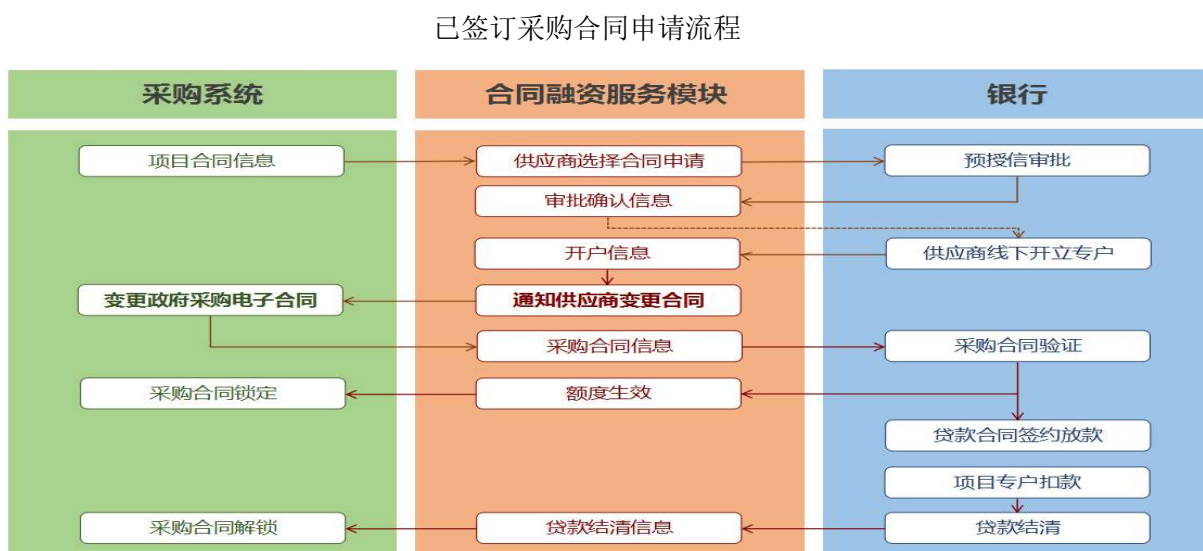 已签订采购合同申请流程
采购系统 合同融资服务模块 银行
项目合同信息 供应商选择合同申请 预授信审批
审批确认信息
开户信息 供应商线下开立专户
变更政府采购电子合同 通知供应商变更合同
采购合同信息 采购合同验证
采购合同锁定 额度生效
贷款合同签约放款
项目专户扣款
采购合同解锁 贷款结清信息 贷款结清